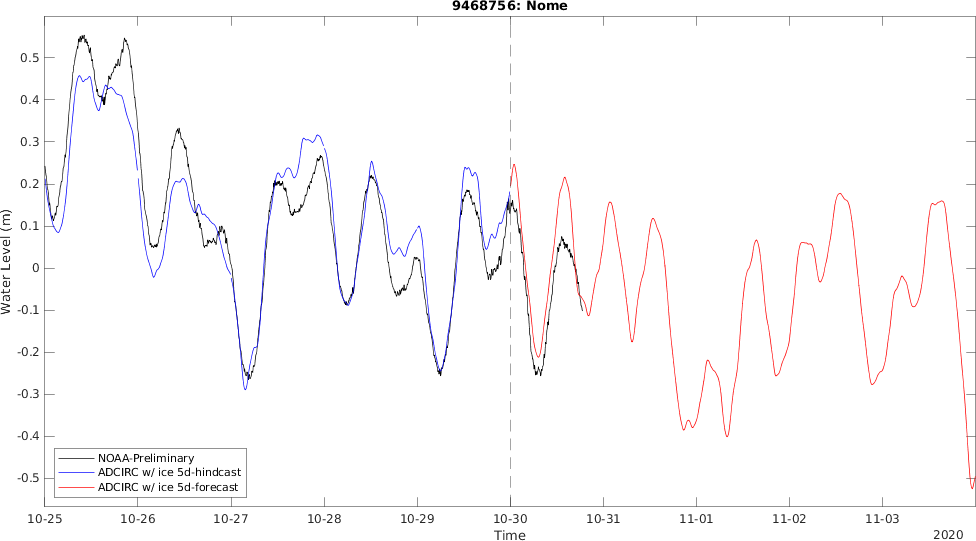 9468756: Nome
Water Level (m)
0.5
0.4
0.3
0.2
0.1
0
-0.1
-0.2
-0.3
-0.4
-0.5
NOAA-Preliminary
ADCIRC w/ ice 5d-hindcast
ADCIRC w/ ice 5d-forecast
10-25 10-26 10-27 10-28 10-29 10-30 10-31 11-01 11-02 11-03
Time
2020